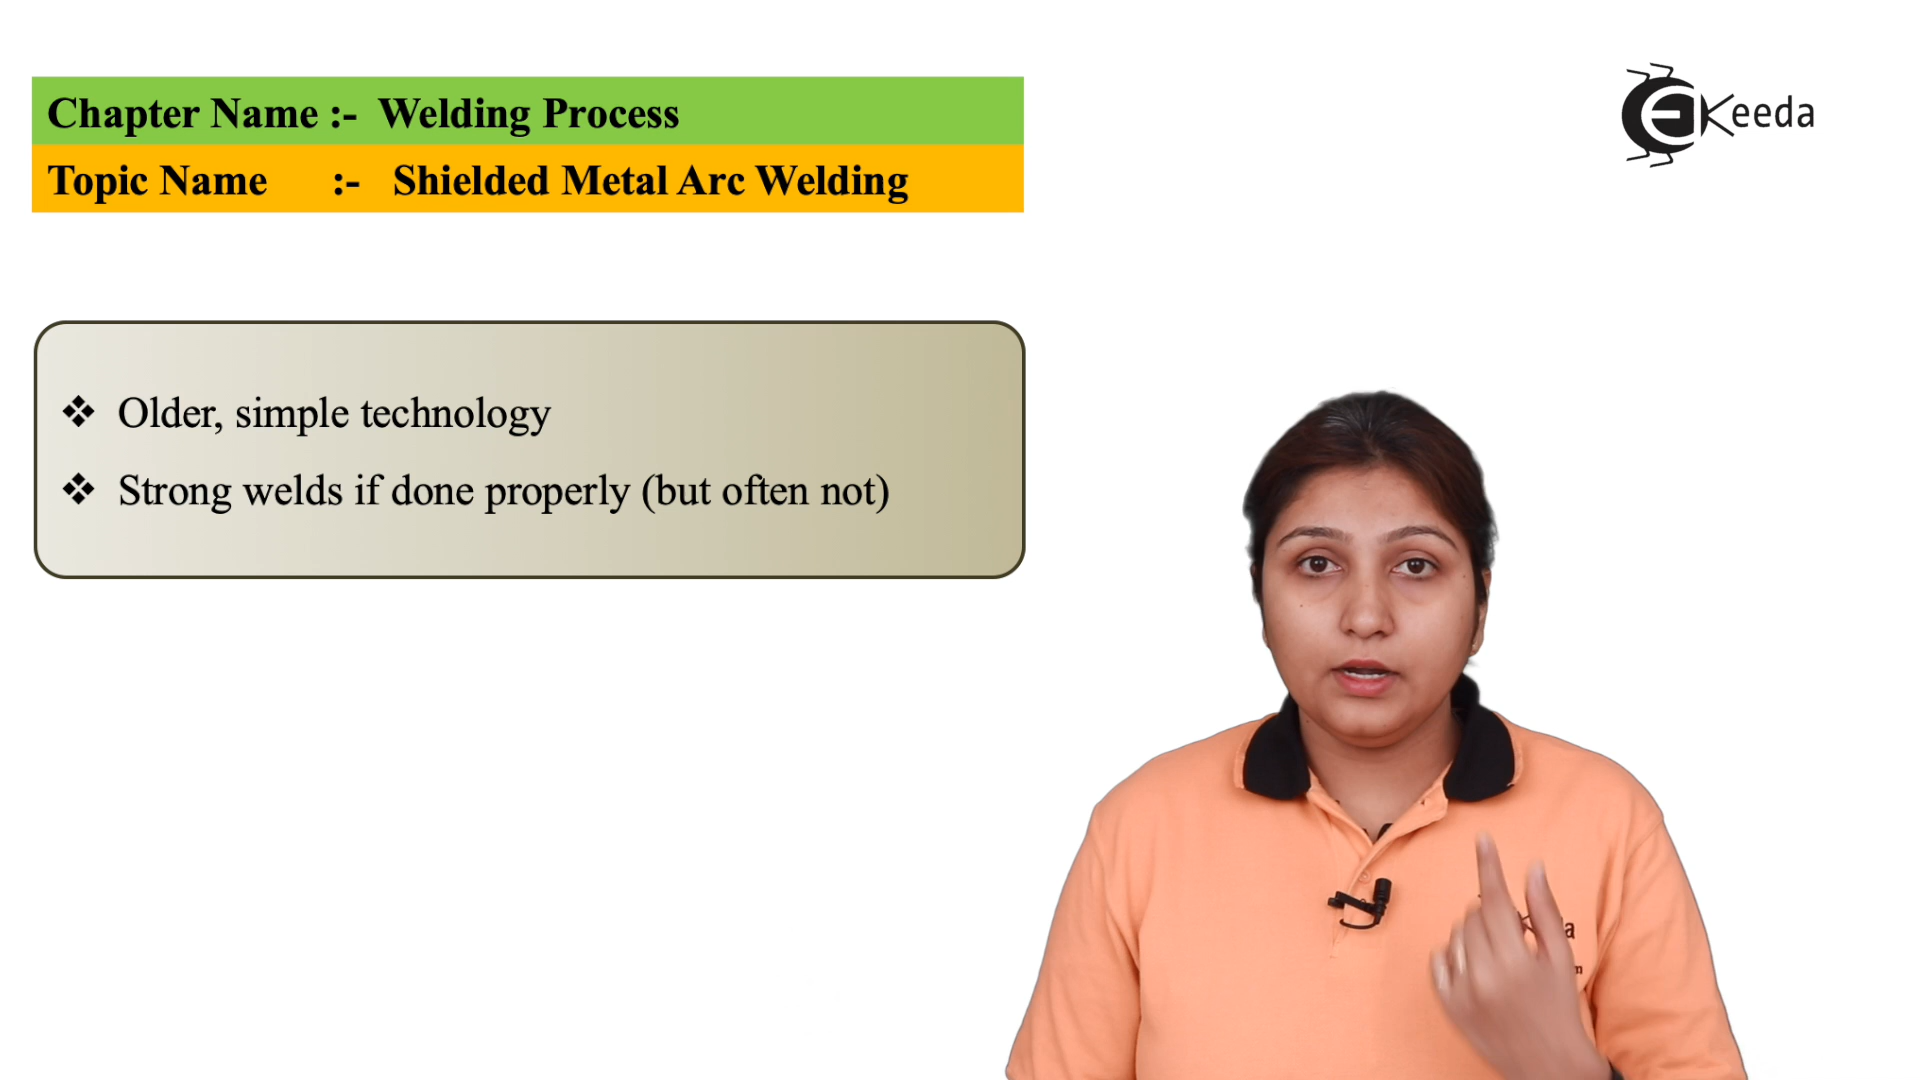 Chapter Name :- Welding Process
Topic Name :- Shielded Metal Arc Welding
EKeeda
❖ Older, simple technology
❖ Strong welds if done properly (but often not)